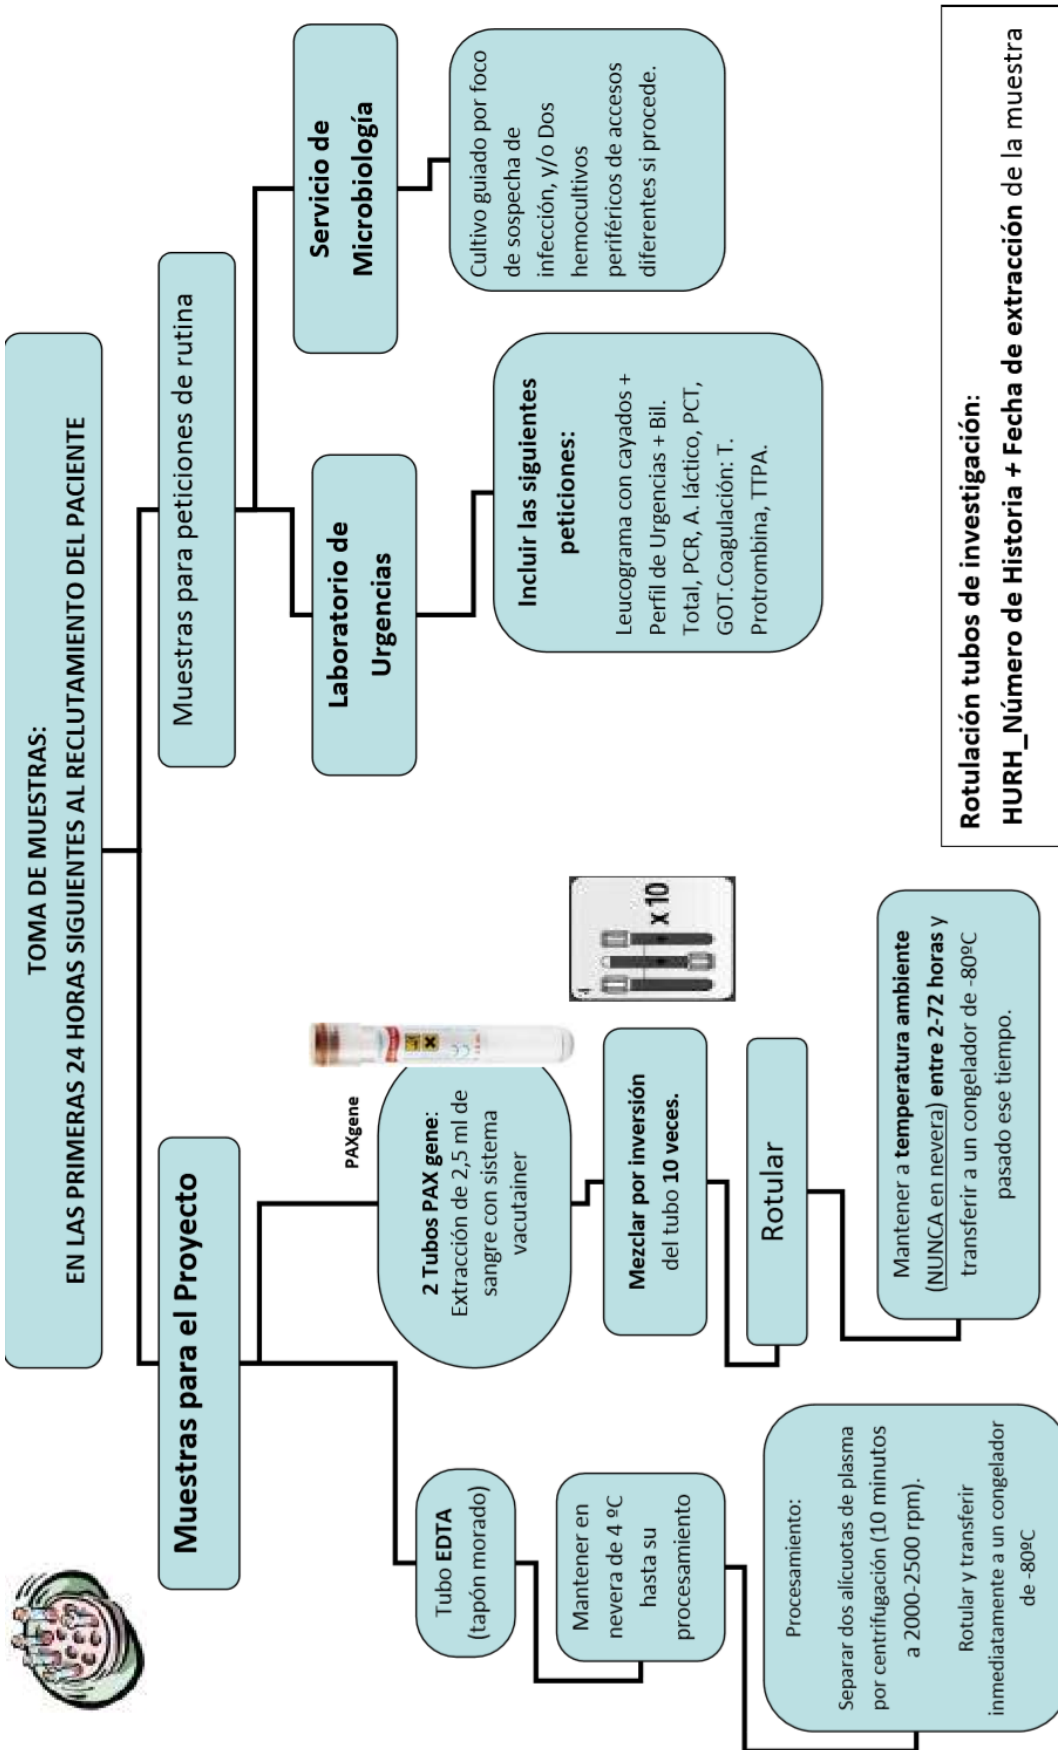 TOMA DE MUESTRAS:
EN LAS PRIMERAS 24 HORAS SIGUIENTES AL RECLUTAMIENTO DEL PACIENTE
Muestras para el Proyecto
Tubo EDTA
(tapón morado)
Mantener en
nevera de 4 ºC
hasta su
procesamiento
Procesamiento:
Separar dos alícuotas de plasma
por centrifugación (10 minutos
a 2000-2500 rpm).
Rotular y transferir
inmediatamente a un congelador
de -80ºC
PAXgene
2 Tubos PAX gene:
Extracción de 2,5 ml de
sangre con sistema
vacutainer
Mezclar por inversión
del tubo 10 veces.
x 10
Rotular
Mantener a temperatura ambiente
(NUNCA en nevera) entre 2-72 horas y
transferir a un congelador de -80ºC
pasado ese tiempo.
Muestras para peticiones de rutina
Laboratorio de
Urgencias
Incluir las siguientes
peticiones:
Leucograma con cayados +
Perfil de Urgencias + Bil.
Total, PCR, A. láctico, PCT,
GOT.Coagulación: T.
Protrombina, TTPA.
Servicio de
Microbiología
Cultivo guiado por foco
de sospecha de
infección, y/o Dos
hemocultivos
periféricos de accesos
diferentes si procede.
Rotulación tubos de investigación:
HURH_Número de Historia + Fecha de extracción de la muestra